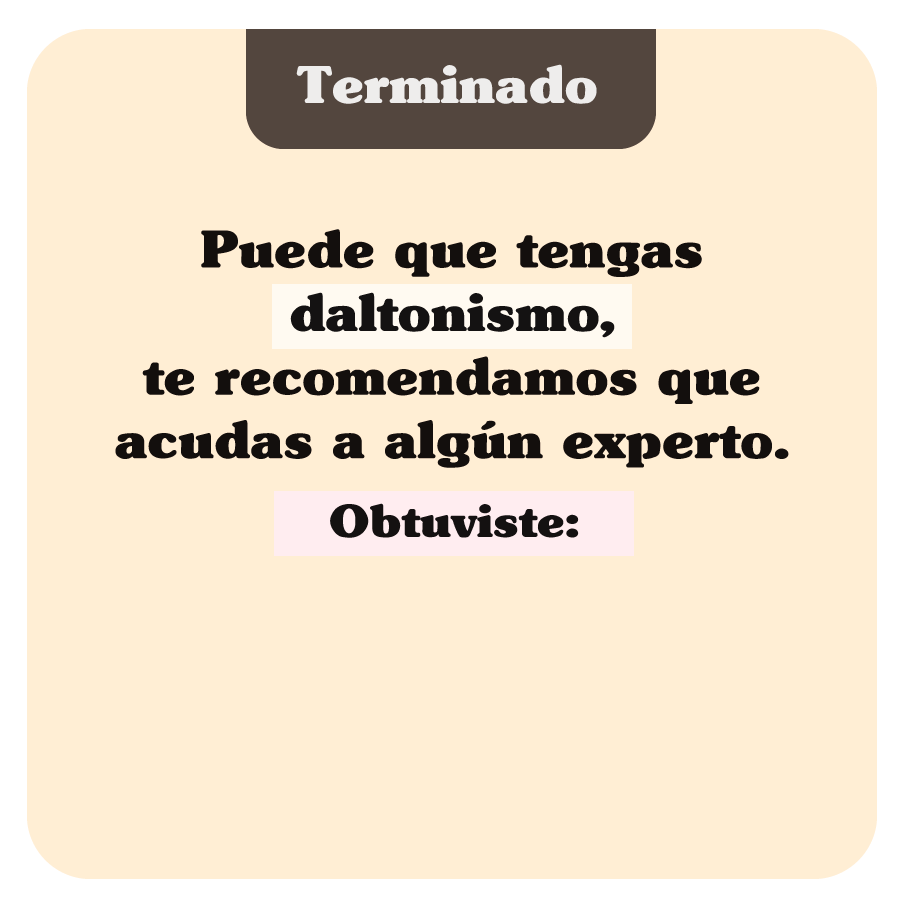 Terminado
Puede que tengas
daltonismo,
te recomendamos que
acudas a algún experto.
Obtuviste: